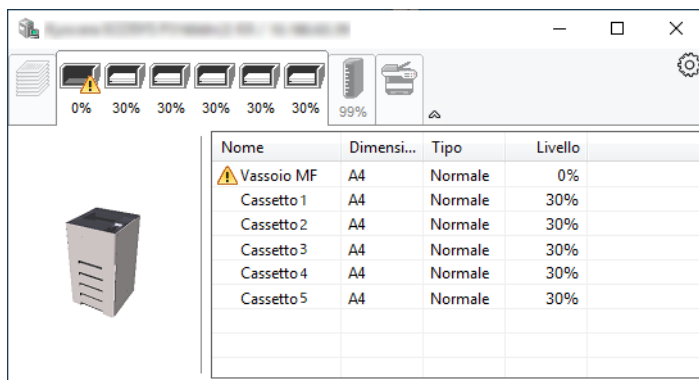 0% 30% 30% 30% 30% 30% 99%
Nome Dimensi... Tipo Livello
Vassoio MF A4 Normale 0%
Cassetto 1 A4 Normale 30%
Cassetto 2 A4 Normale 30%
Cassetto 3 A4 Normale 30%
Cassetto 4 A4 Normale 30%
Cassetto 5 A4 Normale 30%